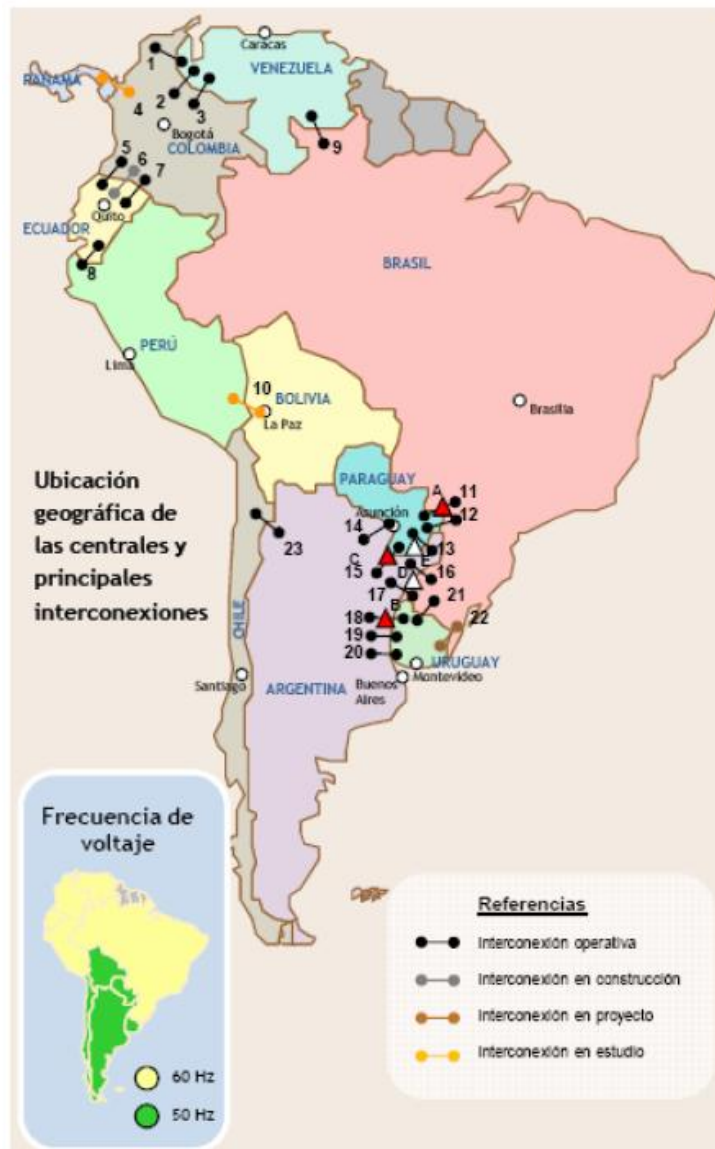 Caracas
VENEZUELA
1
PANAMA
4
2
3
Bogotá
COLOMBIA
9
5
6
7
Quito
ECUADOR
8
BRASIL
PERÚ
Lima
10
BOLIVIA
La Paz
Brasilia
Ubicación
geográfica de
las centrales y
principales
interconexiones
PARAGUAY
A
11
12
Asunción
14
23
C
E
13
15
D
16
17
B
21
18
22
19
20
CHILE
URUGUAY
Santiago
ARGENTINA
Buenos
Aires
Montevideo
Frecuencia de
voltaje
60 Hz
50 Hz
Referencias
Interconexión operativa
Interconexión en construcción
Interconexión en proyecto
Interconexión en estudio